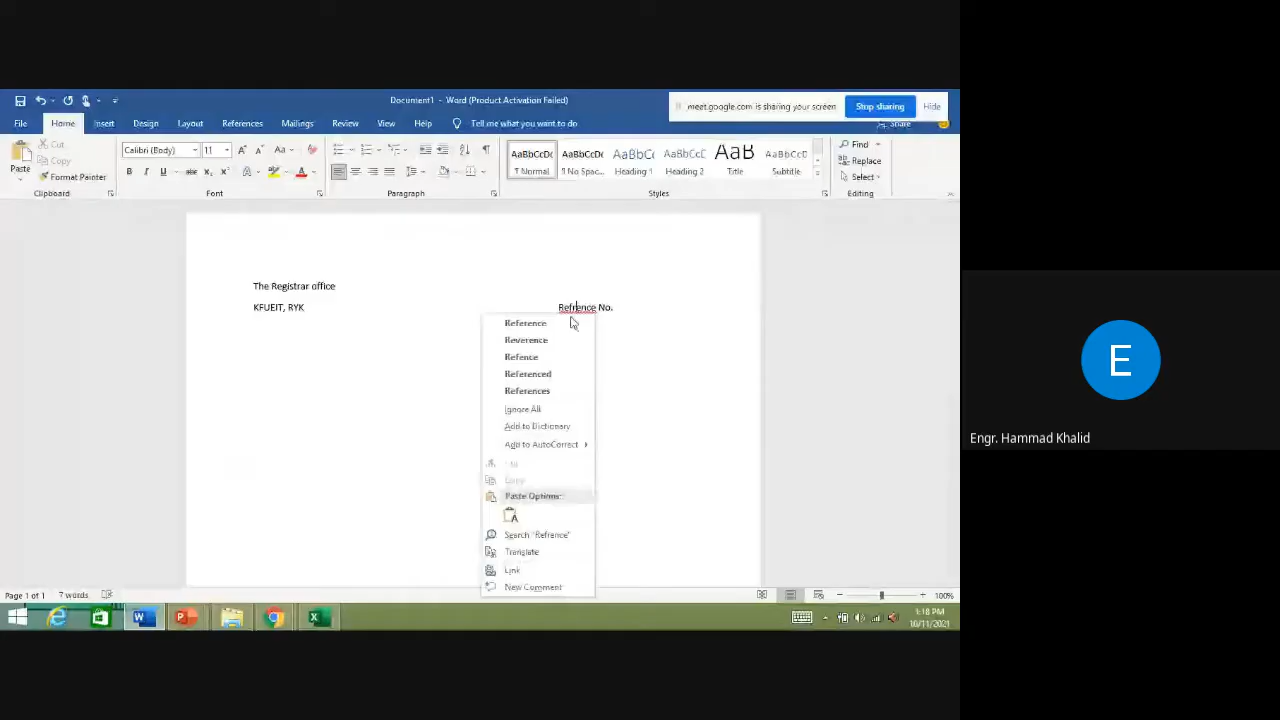 Document1 - Word (Product Activation Failed)
meet.google.com is sharing your screen
Stop sharing
Hide
File Home Insert Design Layout References Mailings Review View Help Tell me what you want to do Share
Paste
Cut
Copy
Format Painter
Calibri (Body) 11
AaBbCcDc AaBbCcDc AaBbCc AaBbCcC AaB AaBbCcC
¶ Normal ¶ No Spac... Heading 1 Heading 2 Title Subtitle
Find
Replace
Select
Clipboard Font Paragraph Styles Editing
The Registrar office
KFUEIT, RYK Refrence No.
Reference
Reverence
Refence
Referenced
References
Ignore All
Add to Dictionary
Add to AutoCorrect
Copy
Paste Options:
Search "Refrence"
Translate
Link
New Comment
Page 1 of 1 7 words
100%
1:18 PM
10/11/2021
E
Engr. Hammad Khalid